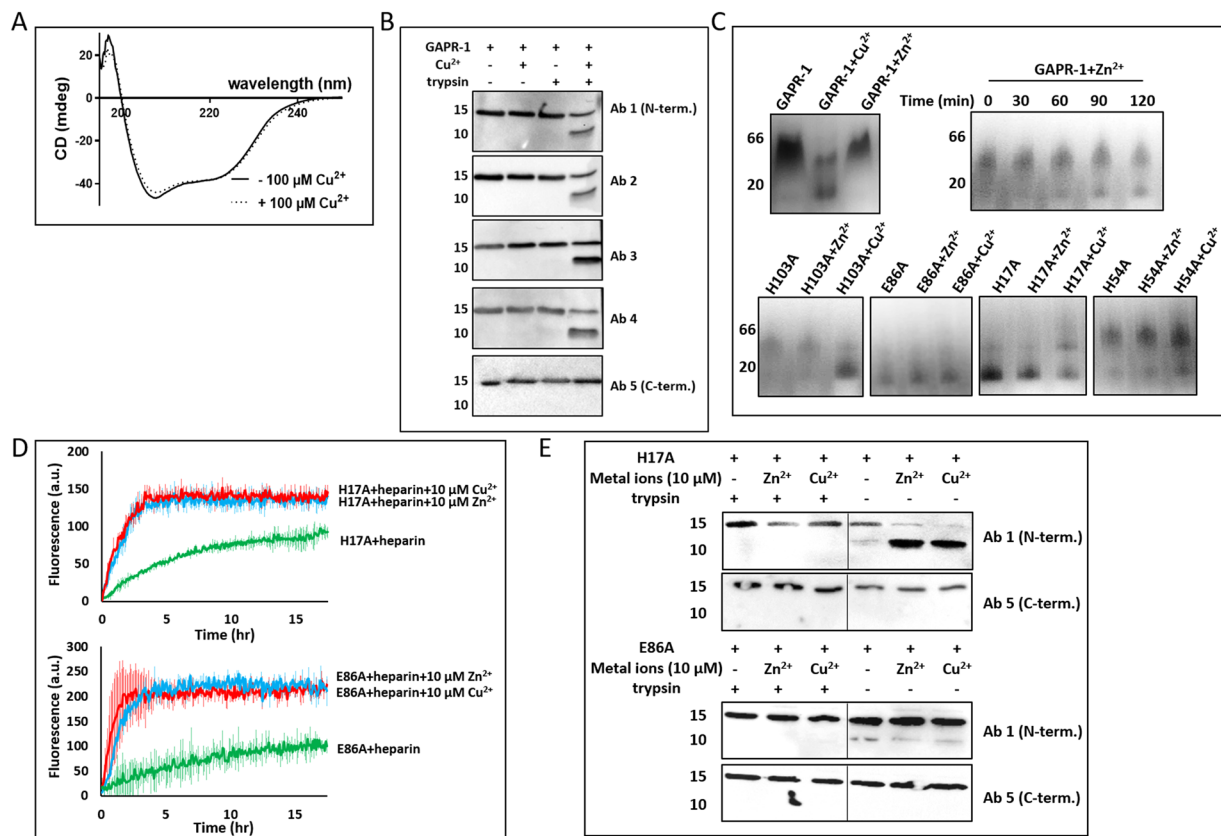 A
20
0
-20
-40
CD (mdeg)
wavelength (nm)
200
220
240
- 100 µM Cu²⁺
+ 100 µM Cu²⁺
B
GAPR-1 + + + +
Cu²⁺ - + - +
trypsin - - + +
15
10
Ab 1 (N-term.)
15
10
Ab 2
15
10
Ab 3
15
10
Ab 4
15
10
Ab 5 (C-term.)
C
GAPR-1
GAPR-1+Cu²⁺
GAPR-1+Zn²⁺
66
20
GAPR-1+Zn²⁺
Time (min) 0 30 60 90 120
66
20
H103A
H103A+Zn²⁺
H103A+Cu²⁺
E86A
E86A+Zn²⁺
E86A+Cu²⁺
H17A
H17A+Zn²⁺
H17A+Cu²⁺
H54A
H54A+Zn²⁺
H54A+Cu²⁺
66
20
D
Fluorescence (a.u.)
200
150
100
50
0
H17A+heparin+10 µM Cu²⁺
H17A+heparin+10 µM Zn²⁺
H17A+heparin
0 5 10 15
Time (hr)
Fluorescence (a.u.)
300
250
200
150
100
50
0
E86A+heparin+10 µM Zn²⁺
E86A+heparin+10 µM Cu²⁺
E86A+heparin
0 5 10 15
Time (hr)
E
H17A + + + + + +
Metal ions (10 µM) - Zn²⁺ Cu²⁺ - Zn²⁺ Cu²⁺
trypsin + + + - - -
15
10
Ab 1 (N-term.)
15
10
Ab 5 (C-term.)
E86A + + + + + +
Metal ions (10 µM) - Zn²⁺ Cu²⁺ - Zn²⁺ Cu²⁺
trypsin + + + - - -
15
10
Ab 1 (N-term.)
15
10
Ab 5 (C-term.)